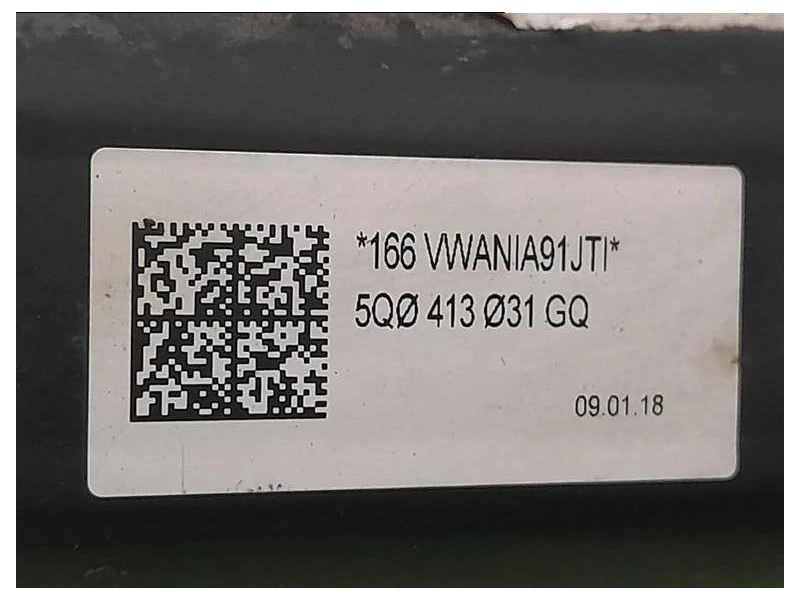 *166 VWANIA91JTI*
5QØ 413 Ø31 GQ
09.01.18